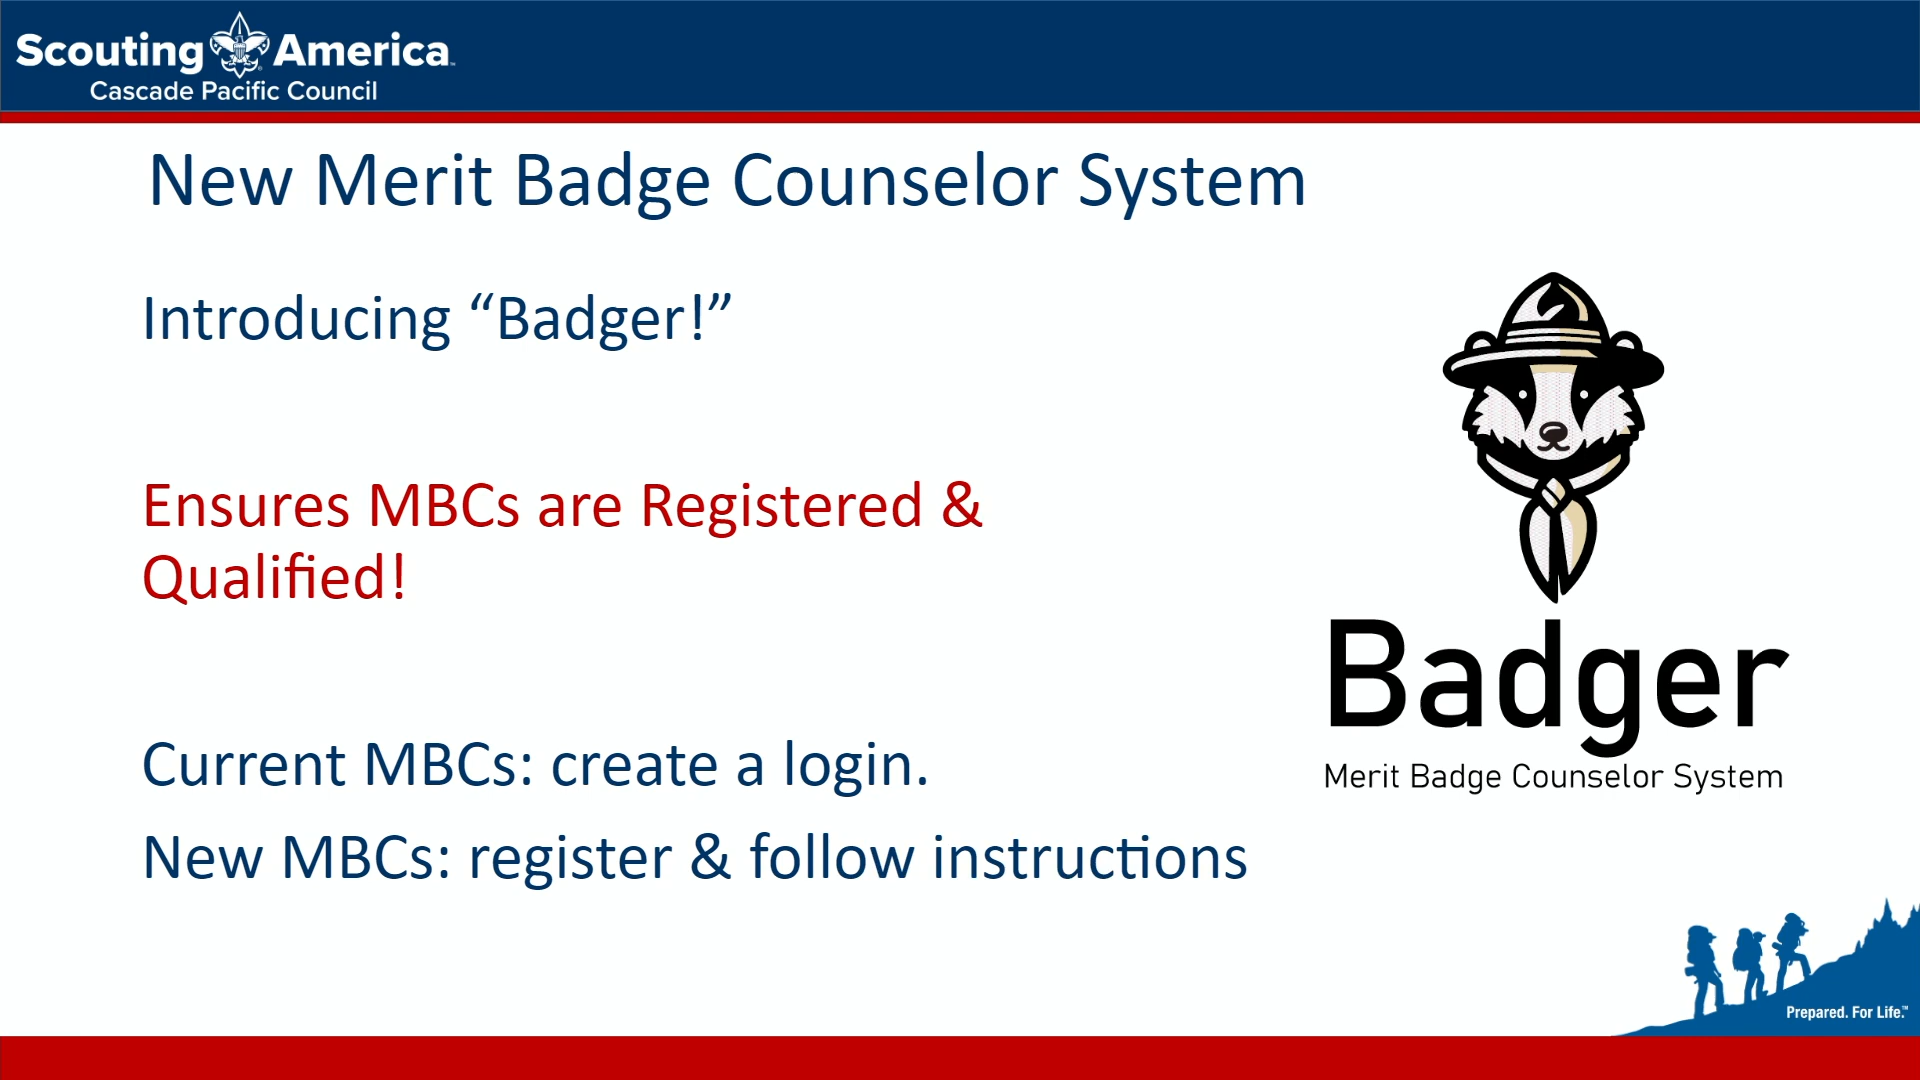 Scouting America
Cascade Pacific Council
New Merit Badge Counselor System
Introducing “Badger!”
Ensures MBCs are Registered &
Qualified!
Current MBCs: create a login.
New MBCs: register & follow instructions
Badger
Merit Badge Counselor System
Prepared. For Life.™